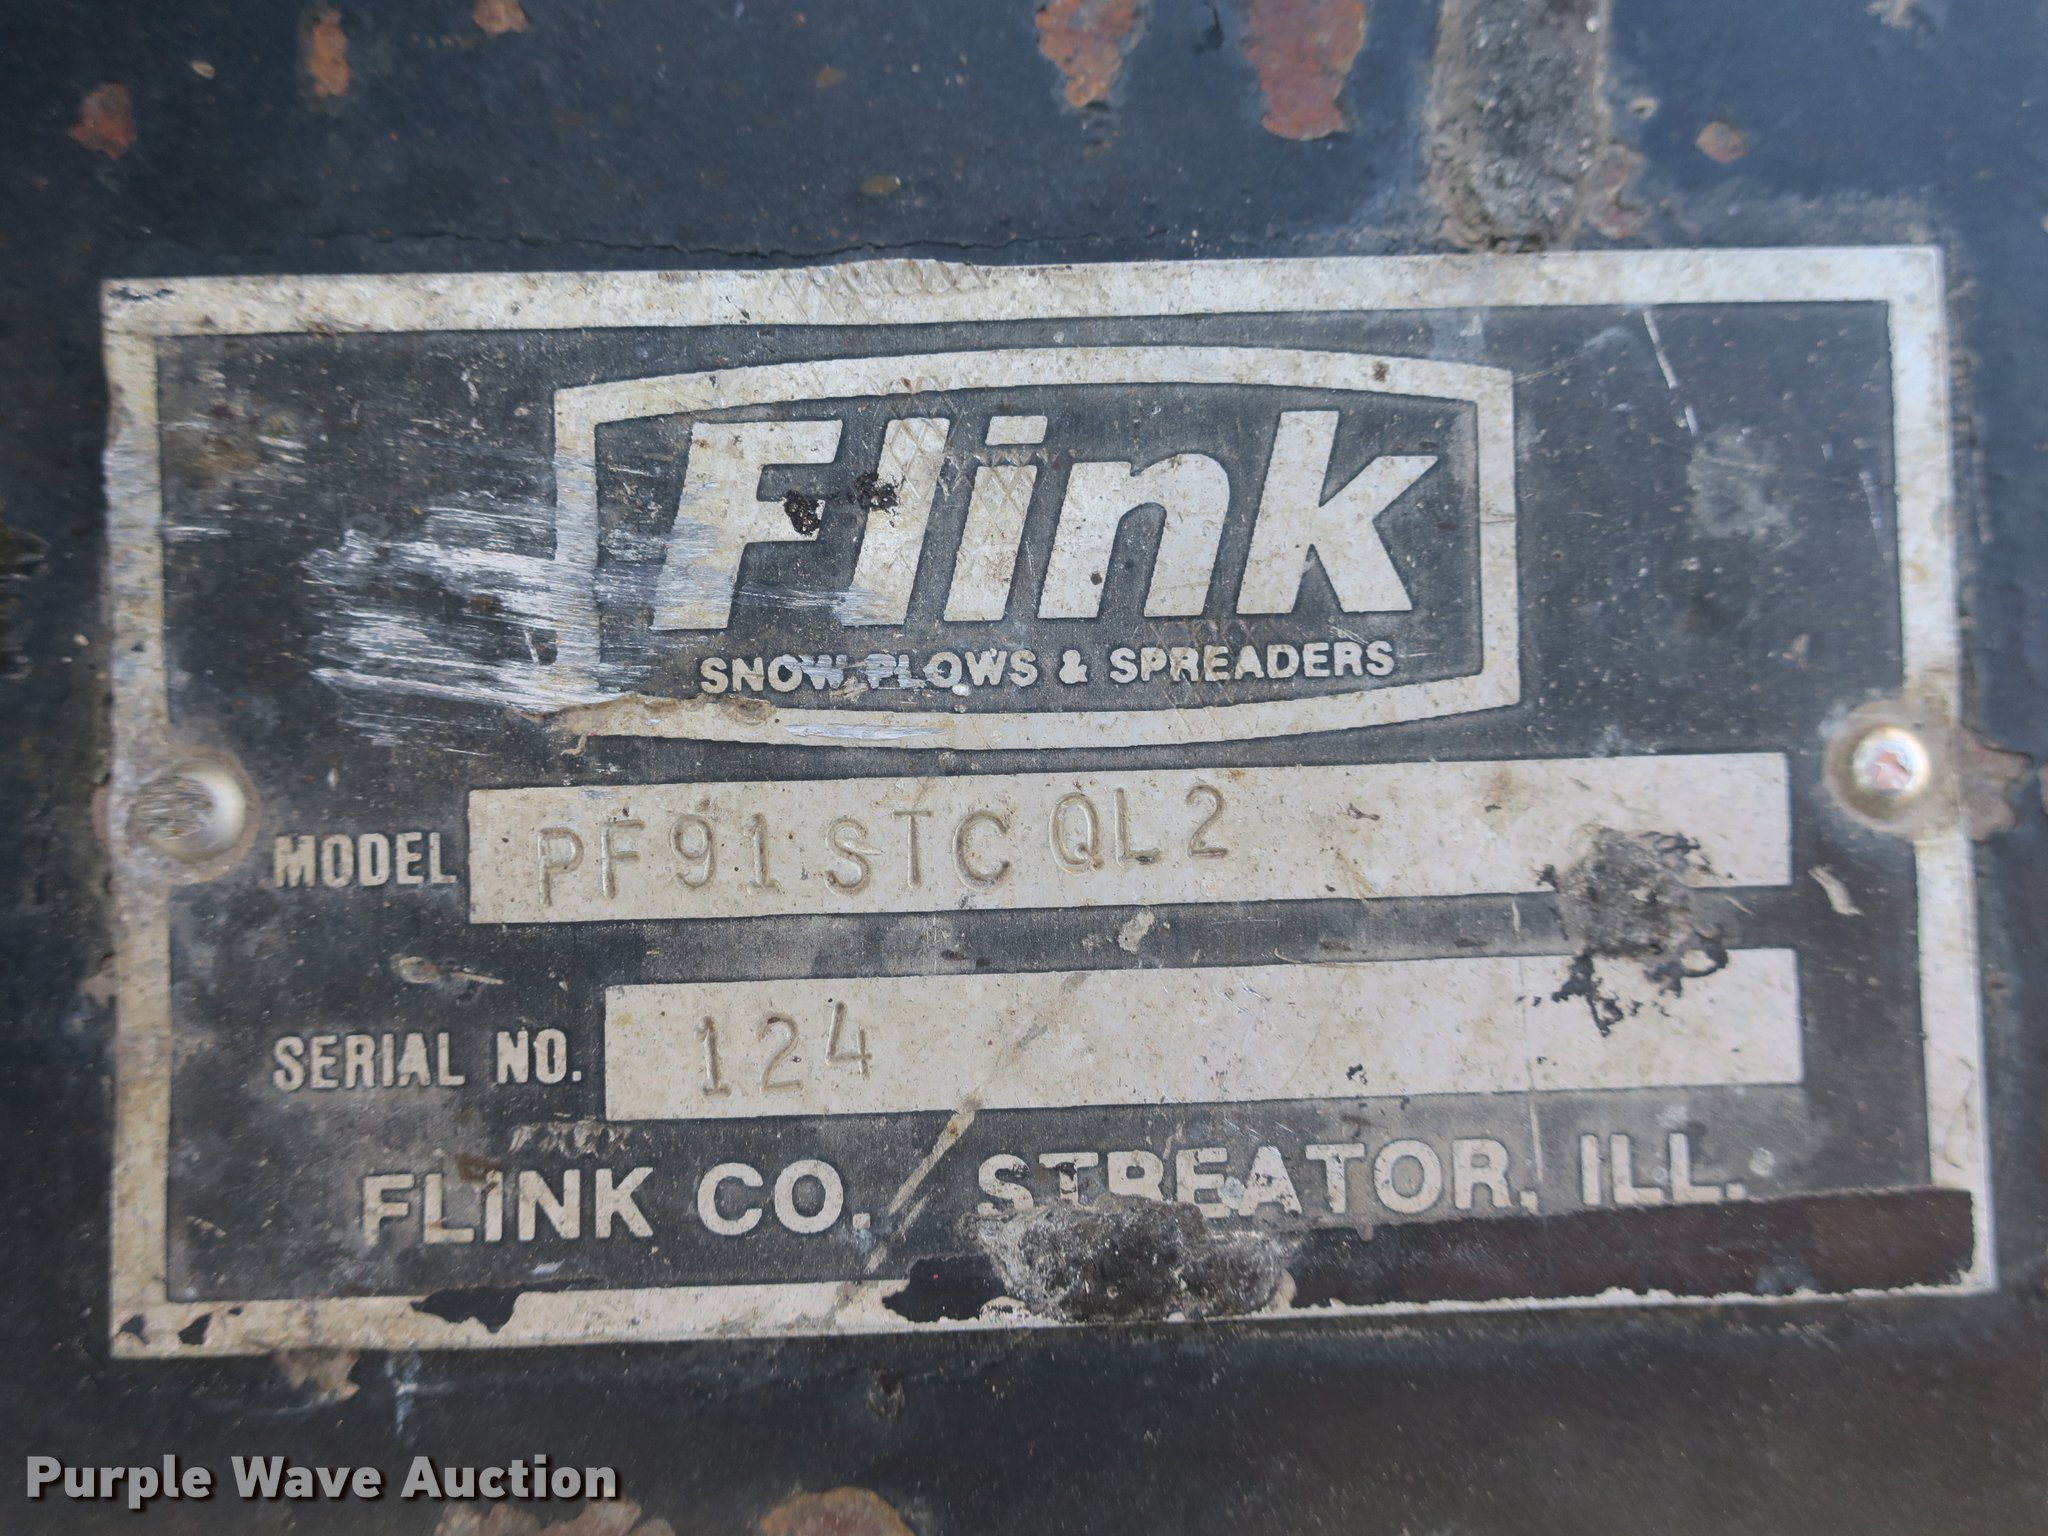 Flink
SNOW PLOWS & SPREADERS
MODEL PF91STCQL2
SERIAL NO. 124
FLINK CO. STREATOR, ILL.
Purple Wave Auction